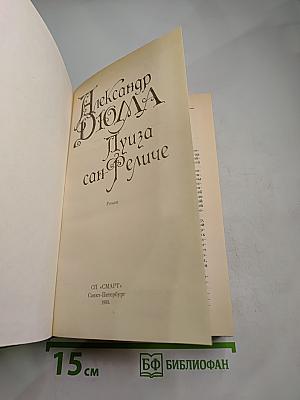 Александр
ДЮМА
Луиза
сан-Феличе
Роман
СП «СМАРТ»
Санкт-Петербург
1993
15 см
БФ БИБЛИОФАН